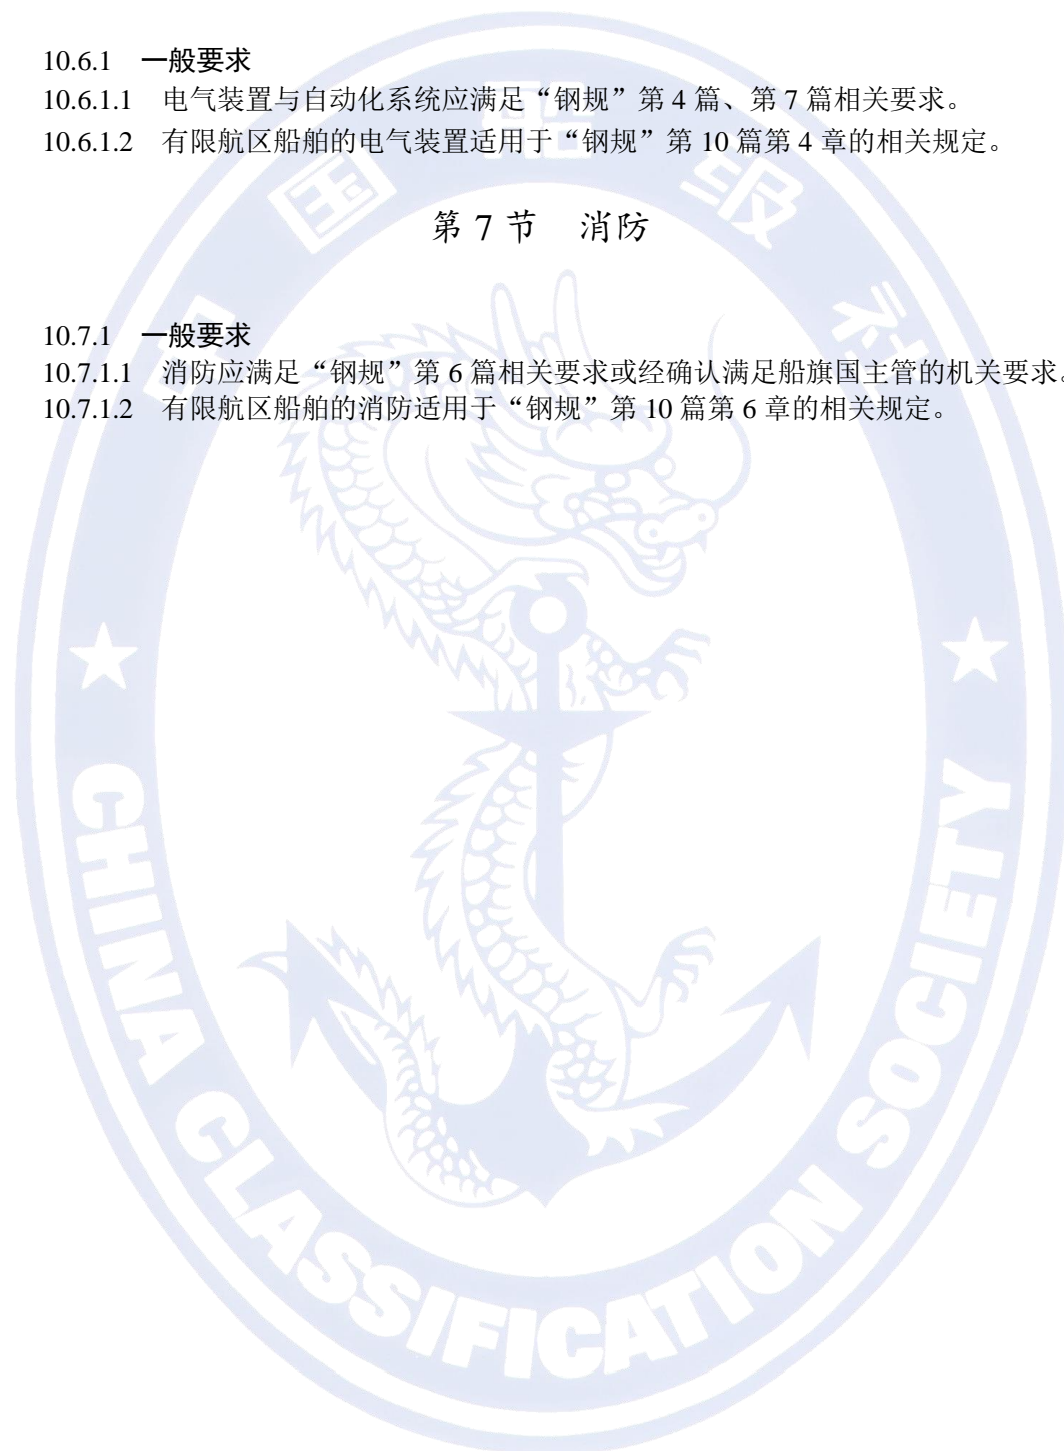 10.6.1 一般要求
10.6.1.1 电气装置与自动化系统应满足“钢规”第 4 篇、第 7 篇相关要求。
10.6.1.2 有限航区船舶的电气装置适用于“钢规”第 10 篇第 4 章的相关规定。
第 7 节 消防
10.7.1 一般要求
10.7.1.1 消防应满足“钢规”第 6 篇相关要求或经确认满足船旗国主管的机关要求。
10.7.1.2 有限航区船舶的消防适用于“钢规”第 10 篇第 6 章的相关规定。
中国船级社
CHINA CLASSIFICATION SOCIETY